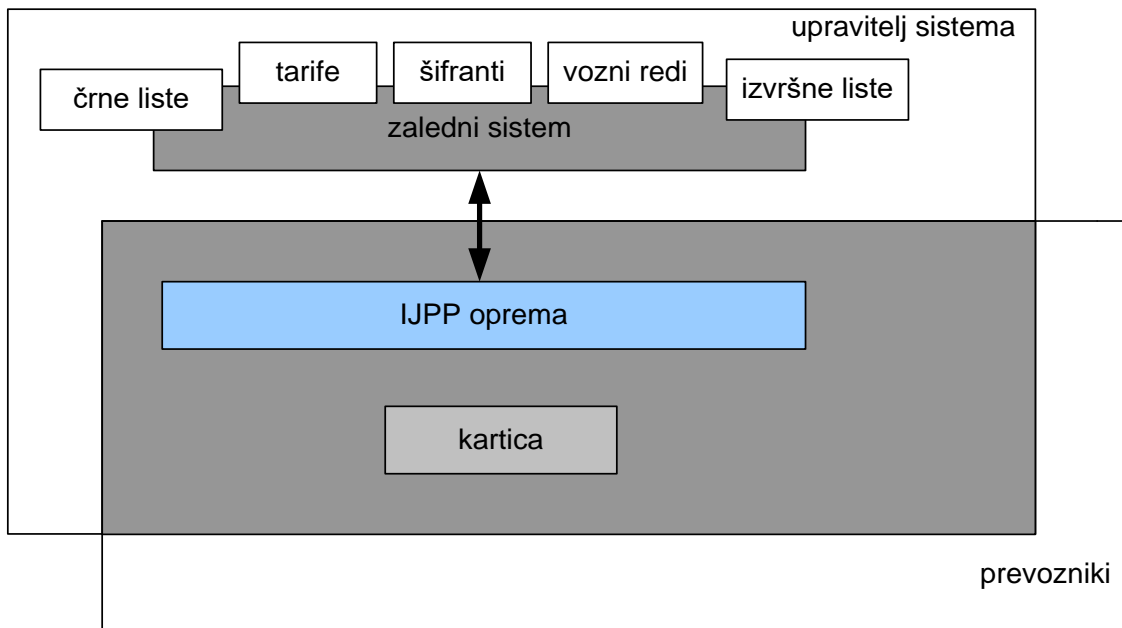 upravitelj sistema
črne liste
tarife
šifranti
vozni redi
izvršne liste
zaledni sistem
IJPP oprema
kartica
prevozniki